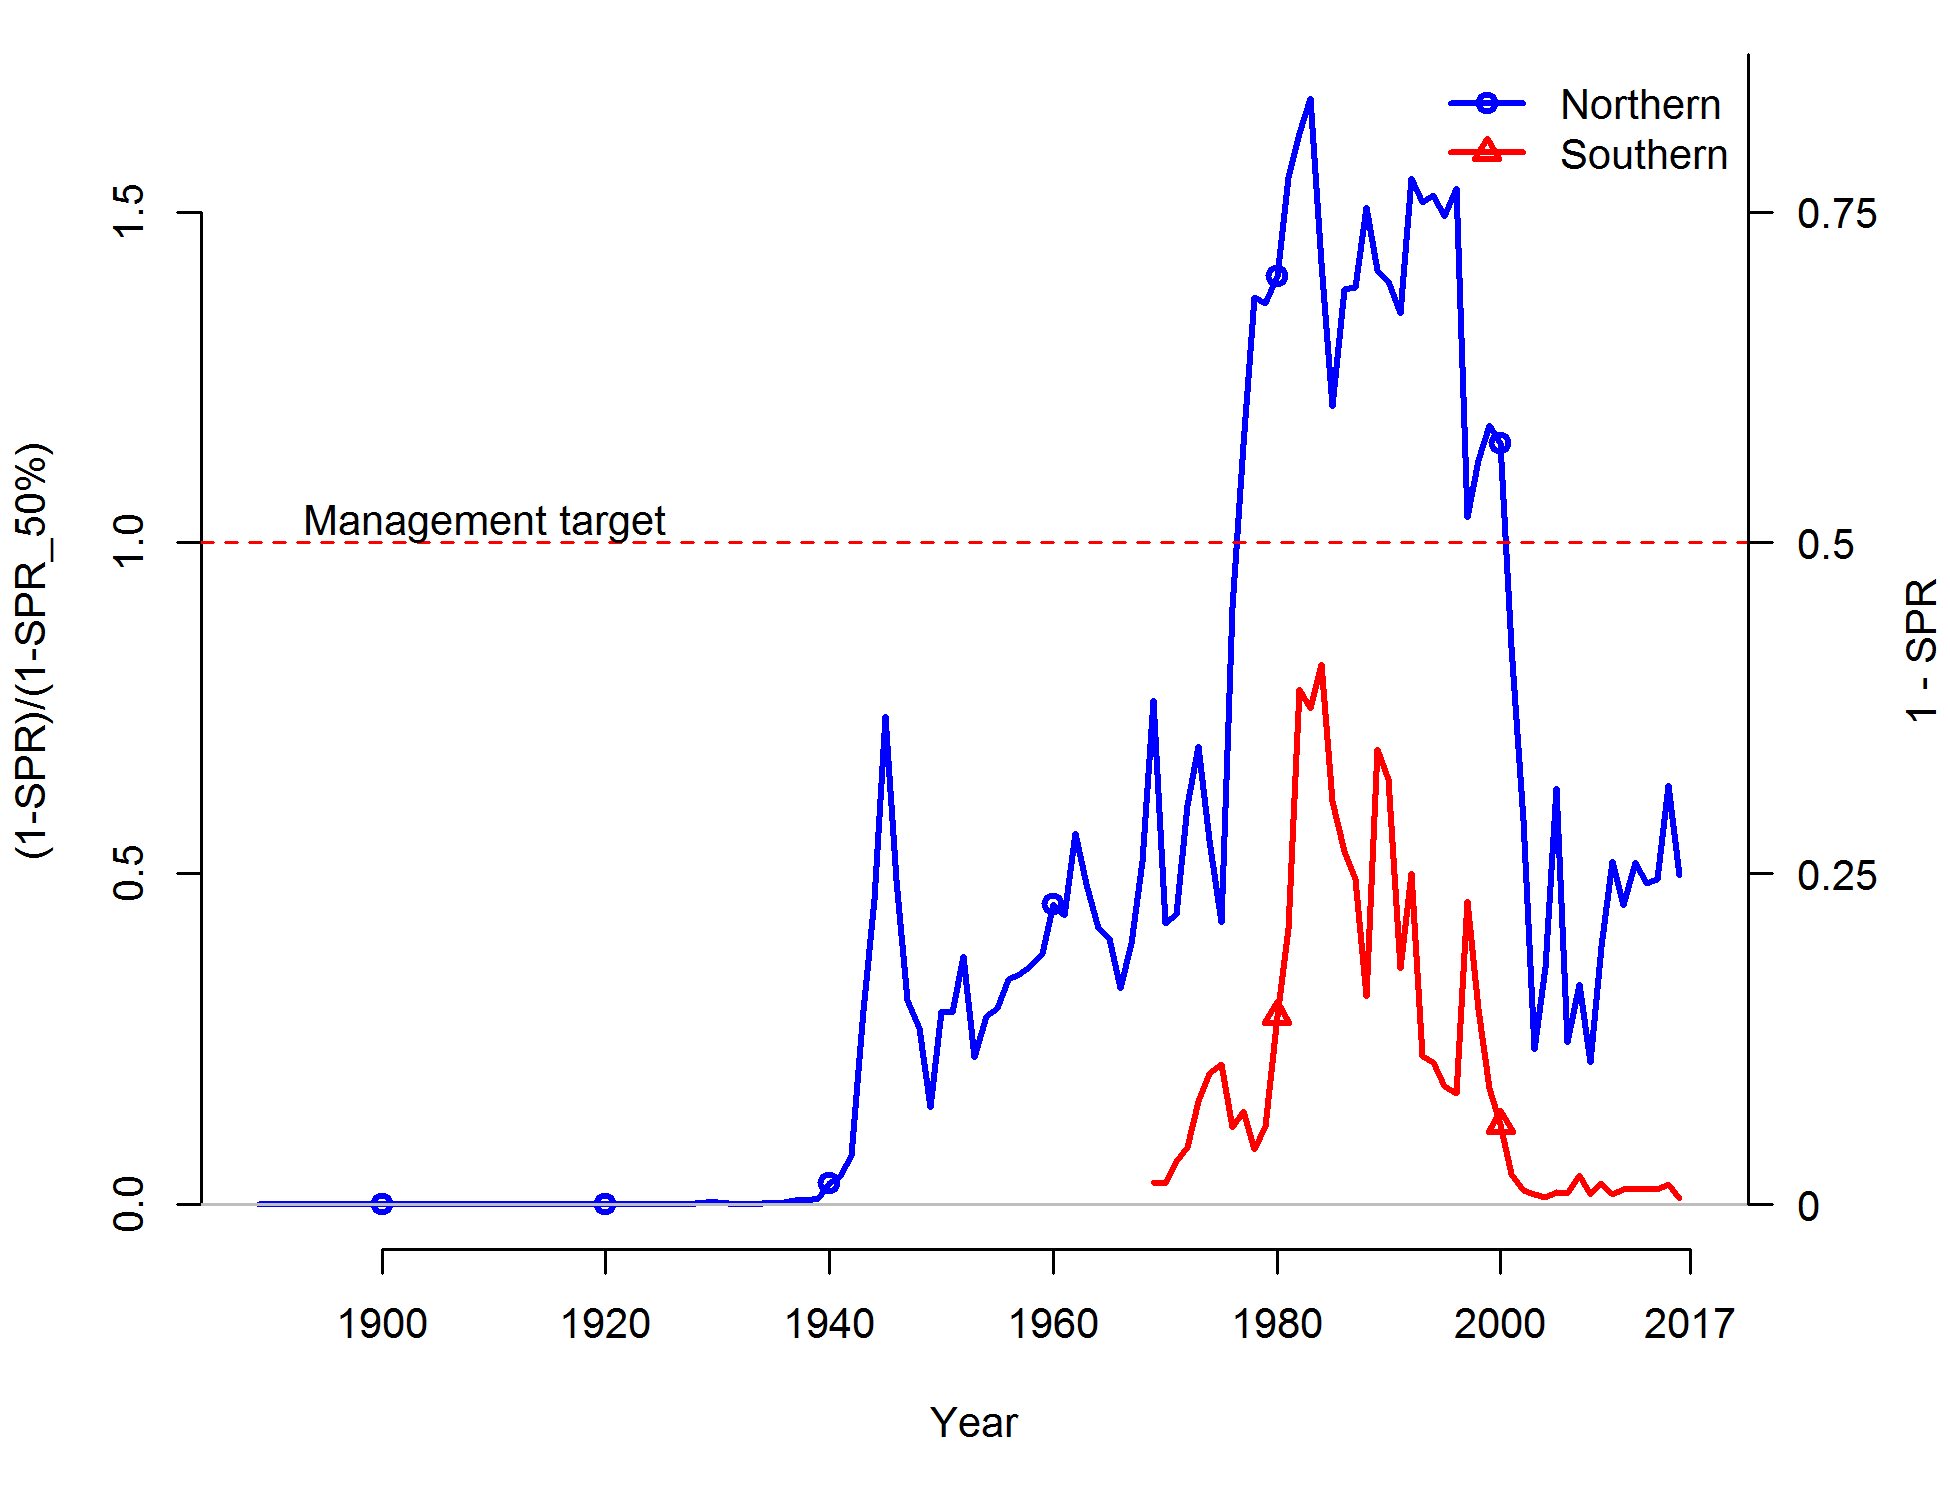 Northern
Southern
Management target
(1-SPR)/(1-SPR_50%)
1.5
1.0
0.5
0.0
0.75
0.5
0.25
0
1 - SPR
1900 1920 1940 1960 1980 2000 2017
Year